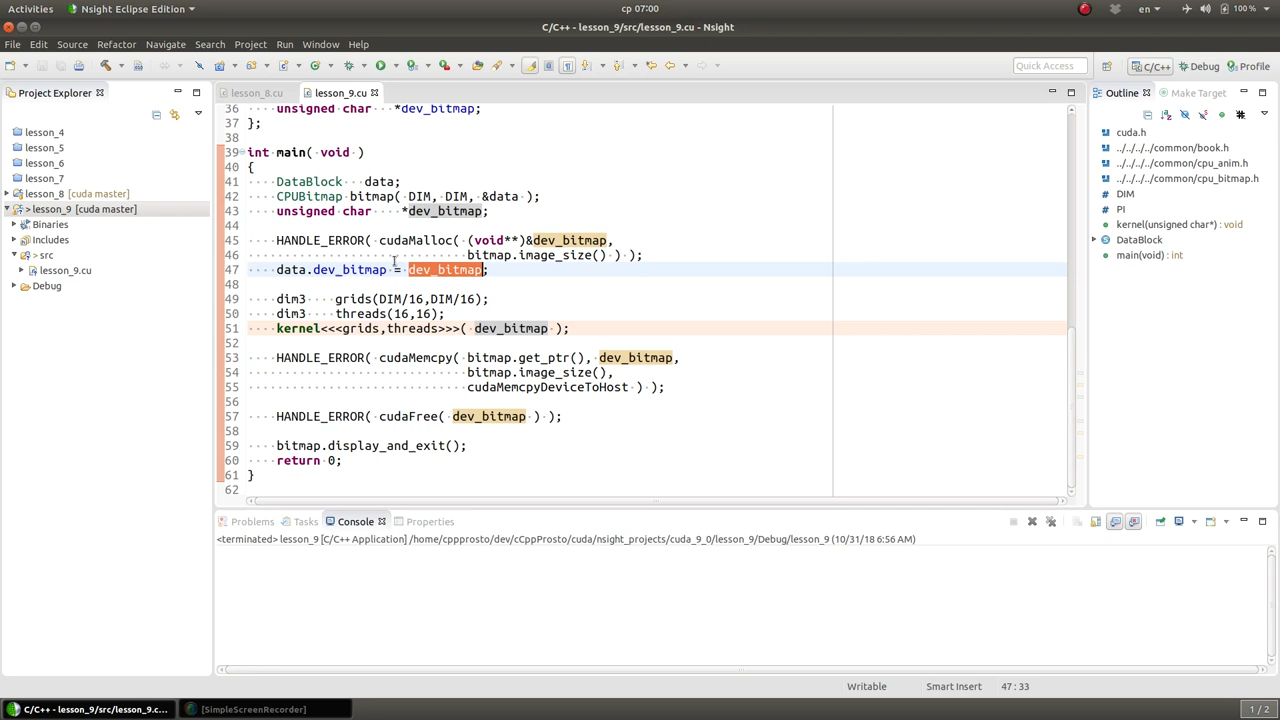 Activities Nsight Eclipse Edition ср 07:00 en 100 %
C/C++ - lesson_9/src/lesson_9.cu - Nsight
File Edit Source Refactor Navigate Search Project Run Window Help
Quick Access C/C++ Debug Profile
Project Explorer lesson_8.cu lesson_9.cu Outline Make Target
lesson_4
lesson_5
lesson_6
lesson_7
lesson_8 [cuda master]
> lesson_9 [cuda master]
Binaries
Includes
src
lesson_9.cu
Debug
36 unsigned char *dev_bitmap;
37 };
38
39 int main( void )
40 {
41 DataBlock data;
42 CPUBitmap bitmap( DIM, DIM, &data );
43 unsigned char *dev_bitmap;
44
45 HANDLE_ERROR( cudaMalloc( (void**)&dev_bitmap,
46 bitmap.image_size() ) );
47 data.dev_bitmap = dev_bitmap;
48
49 dim3 grids(DIM/16,DIM/16);
50 dim3 threads(16,16);
51 kernel<<<grids,threads>>>( dev_bitmap );
52
53 HANDLE_ERROR( cudaMemcpy( bitmap.get_ptr(), dev_bitmap,
54 bitmap.image_size(),
55 cudaMemcpyDeviceToHost ) );
56
57 HANDLE_ERROR( cudaFree( dev_bitmap ) );
58
59 bitmap.display_and_exit();
60 return 0;
61 }
62
cuda.h
../../../../common/book.h
../../../../common/cpu_anim.h
../../../../common/cpu_bitmap.h
DIM
PI
kernel(unsigned char*) : void
DataBlock
main(void) : int
Problems Tasks Console Properties
<terminated> lesson_9 [C/C++ Application] /home/cppprosto/dev/cCppProsto/cuda/nsight_projects/cuda_9_0/lesson_9/Debug/lesson_9 (10/31/18 6:56 AM)
Writable Smart Insert 47 : 33
C/C++ - lesson_9/src/lesson_9.c... [SimpleScreenRecorder] 1 / 2